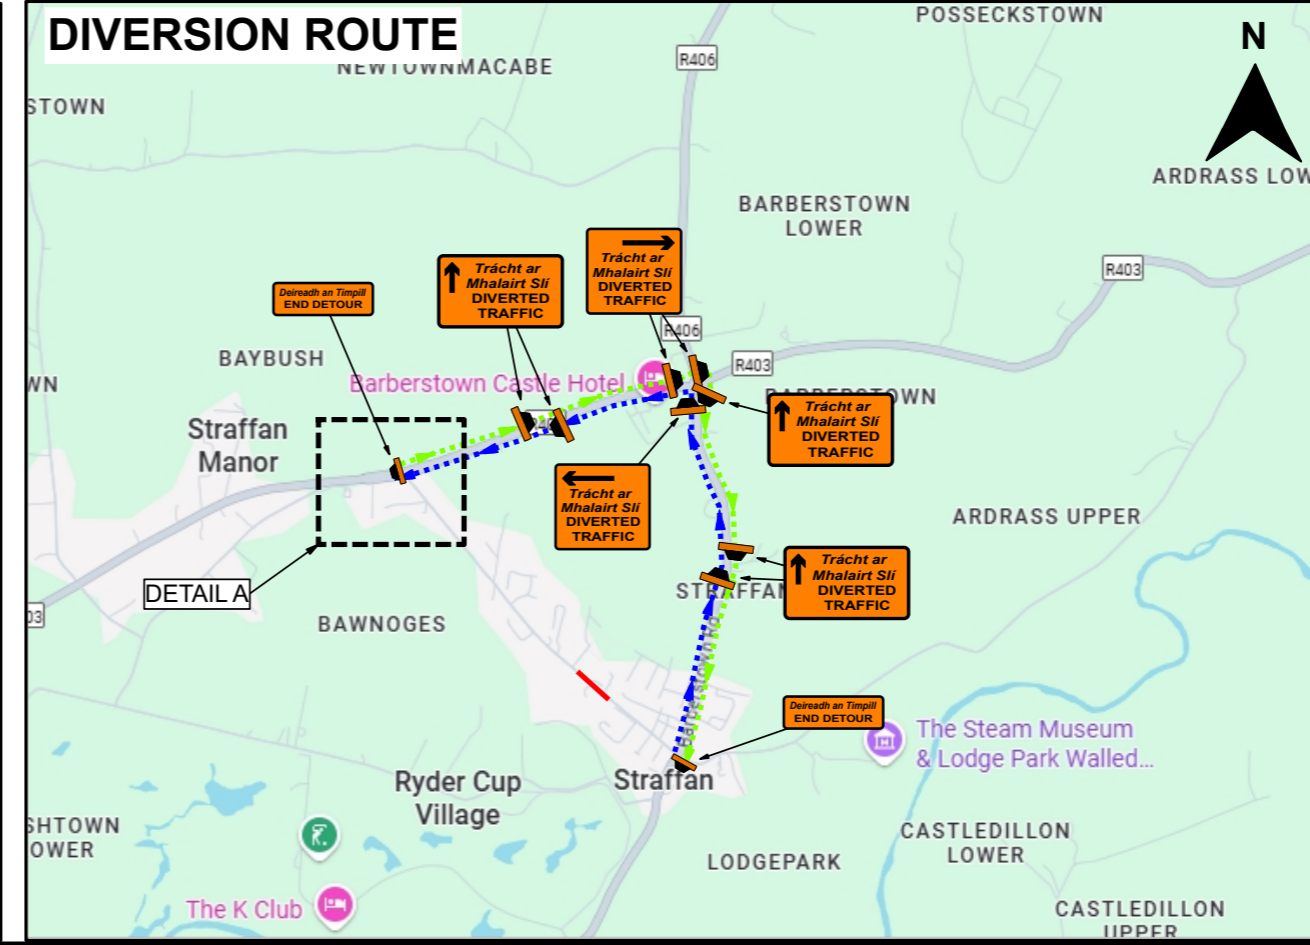 DIVERSION ROUTE
POSSECKSTOWN
N
NEWTOWNMACABE
R406
STOWN
ARDRASS LOW
BARBERSTOWN
LOWER
R403
Trácht ar
Mhalairt Slí
DIVERTED
TRAFFIC
Trácht ar
Mhalairt Slí
DIVERTED
TRAFFIC
Deireadh an Timpill
END DETOUR
R406
BAYBUSH
R403
WN
Barberstown Castle Hotel
Trácht ar
Mhalairt Slí
DIVERTED
TRAFFIC
Straffan
Manor
Trácht ar
Mhalairt Slí
DIVERTED
TRAFFIC
ARDRASS UPPER
Trácht ar
Mhalairt Slí
DIVERTED
TRAFFIC
DETAIL A
STRAFFAN
03
BAWNOGES
Barberstown Rd
Deireadh an Timpill
END DETOUR
The Steam Museum
& Lodge Park Walled...
Ryder Cup
Village
Straffan
SHTOWN
OWER
CASTLEDILLON
LOWER
LODGEPARK
The K Club
CASTLEDILLON
UPPER